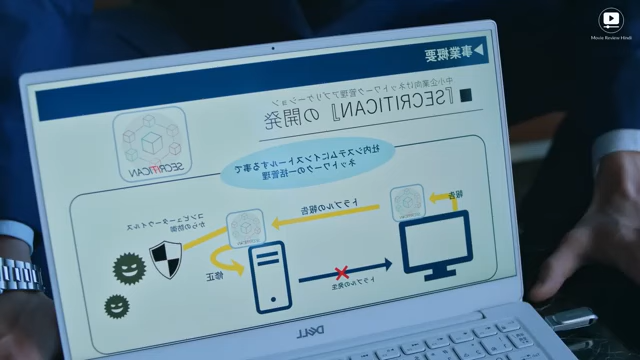 Movie Review Hindi
事業概要
中小企業向けネットワーク管理アプリケーション
■『SECRITICAN』の開発
SECRITICAN
社内システムにインストールする事で
ネットワークの一括管理
報告
トラブルの報告
コンピューターウイルス
からの防御
修正
トラブルの発生
DELL